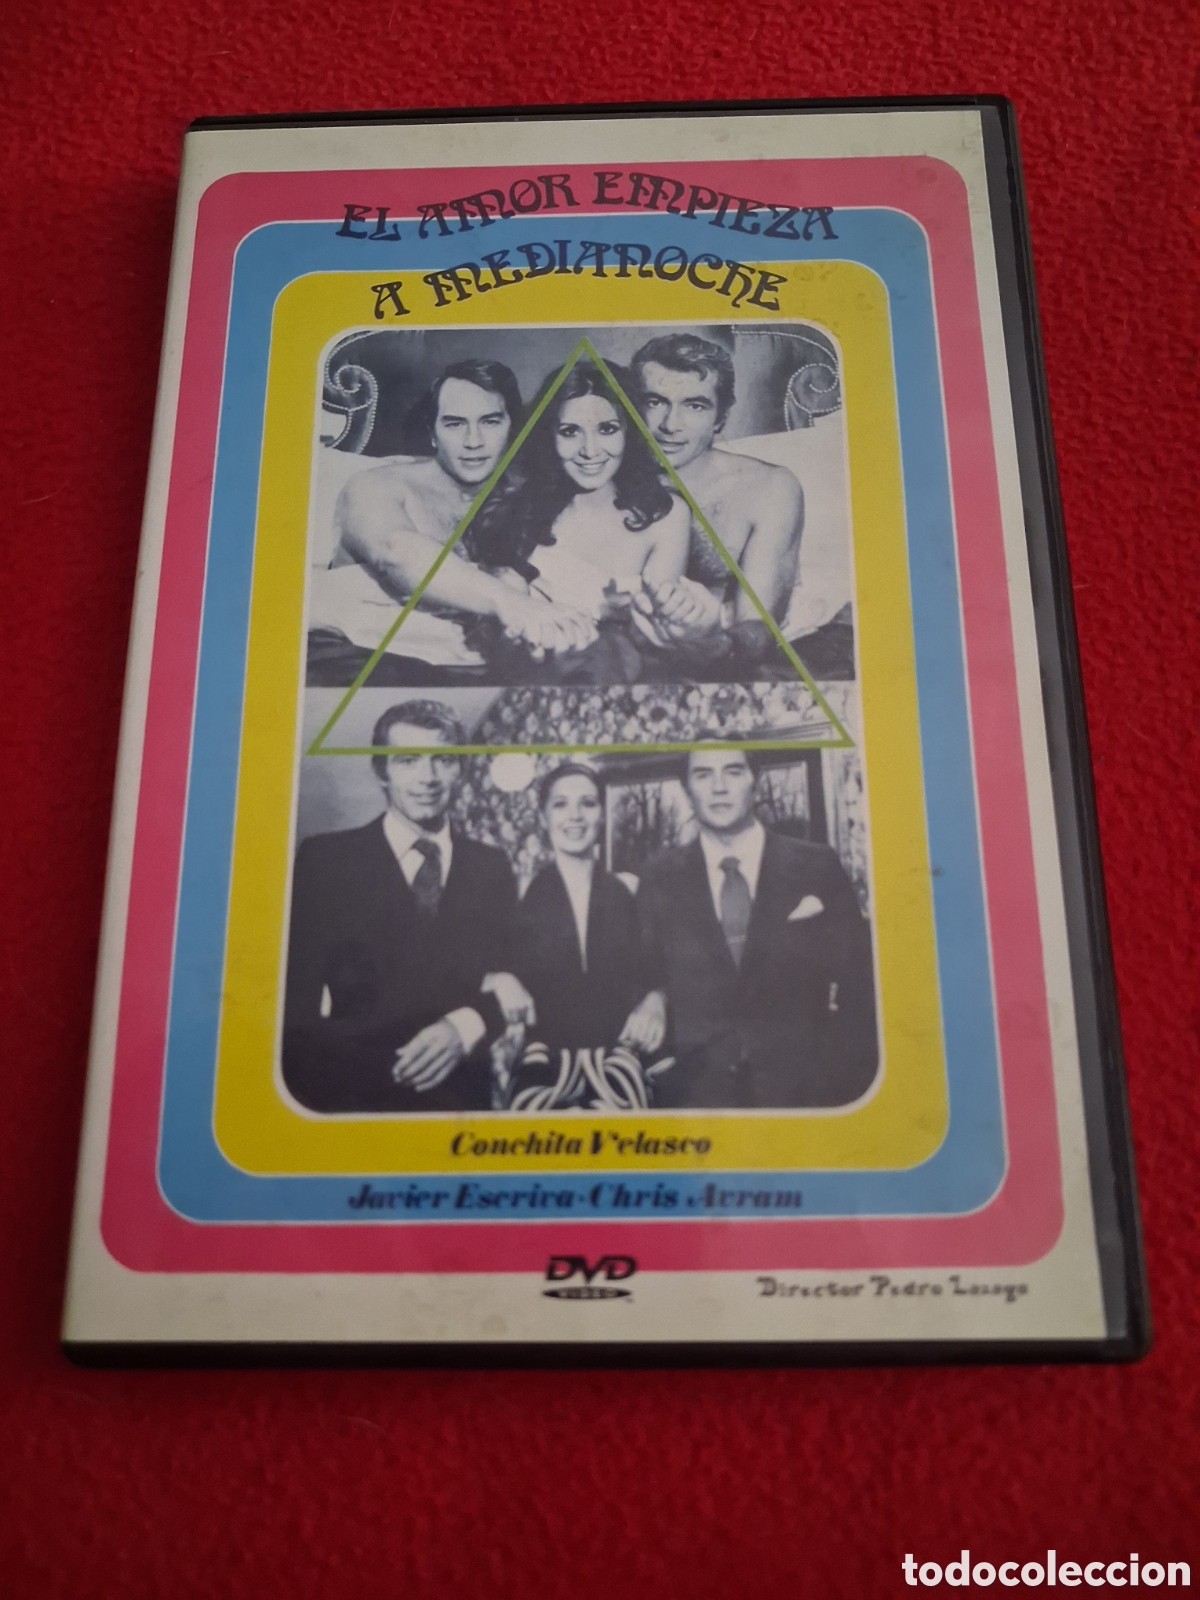 EL AMOR EMPIEZA
A MEDIANOCHE
Conchita Velasco
Javier Escriva - Chris Avram
DVD
VIDEO
Director Pedro Lazaga
todocoleccion